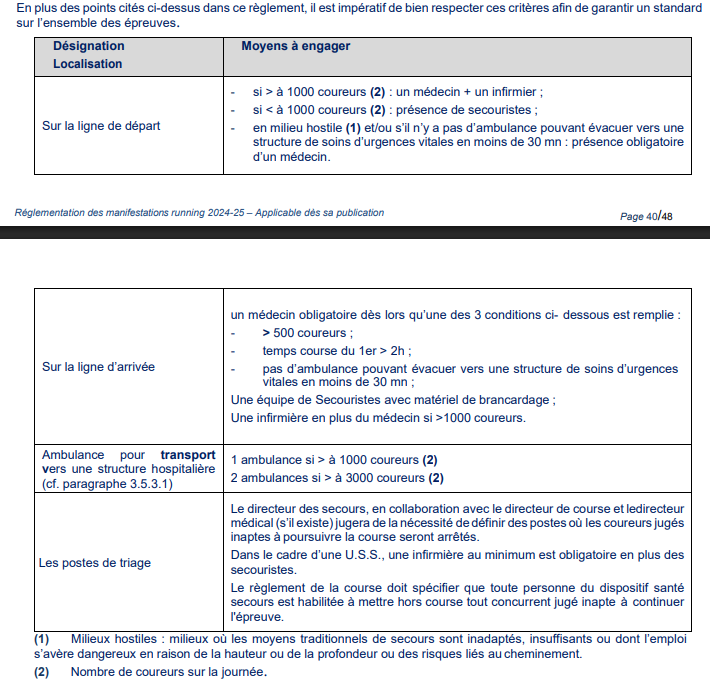 En plus des points cités ci-dessus dans ce règlement, il est impératif de bien respecter ces critères afin de garantir un standard
sur l'ensemble des épreuves.
Désignation
Localisation
Moyens à engager
Sur la ligne de départ
- si > à 1000 coureurs (2) : un médecin + un infirmier ;
- si < à 1000 coureurs (2) : présence de secouristes ;
- en milieu hostile (1) et/ou s'il n'y a pas d'ambulance pouvant évacuer vers une
structure de soins d'urgences vitales en moins de 30 mn : présence obligatoire
d'un médecin.
Réglementation des manifestations running 2024-25 – Applicable dés sa publication
Page 40/48
Sur la ligne d'arrivée
un médecin obligatoire dès lors qu'une des 3 conditions ci- dessous est remplie :
- > 500 coureurs ;
- temps course du 1er > 2h ;
- pas d'ambulance pouvant évacuer vers une structure de soins d'urgences
vitales en moins de 30 mn ;
Une équipe de Secouristes avec matériel de brancardage ;
Une infirmière en plus du médecin si >1000 coureurs.
Ambulance pour transport
vers une structure hospitalière
(cf. paragraphe 3.5.3.1)
1 ambulance si > à 1000 coureurs (2)
2 ambulances si > à 3000 coureurs (2)
Les postes de triage
Le directeur des secours, en collaboration avec le directeur de course et ledirecteur
médical (s'il existe) jugera de la nécessité de définir des postes où les coureurs jugés
inaptes à poursuivre la course seront arrêtés.
Dans le cadre d'une U.S.S., une infirmière au minimum est obligatoire en plus des
secouristes.
Le règlement de la course doit spécifier que toute personne du dispositif santé
secours est habilitée à mettre hors course tout concurrent jugé inapte à continuer
l'épreuve.
(1) Milieux hostiles : milieux où les moyens traditionnels de secours sont inadaptés, insuffisants ou dont l'emploi
s'avère dangereux en raison de la hauteur ou de la profondeur ou des risques liés au cheminement.
(2) Nombre de coureurs sur la journée.